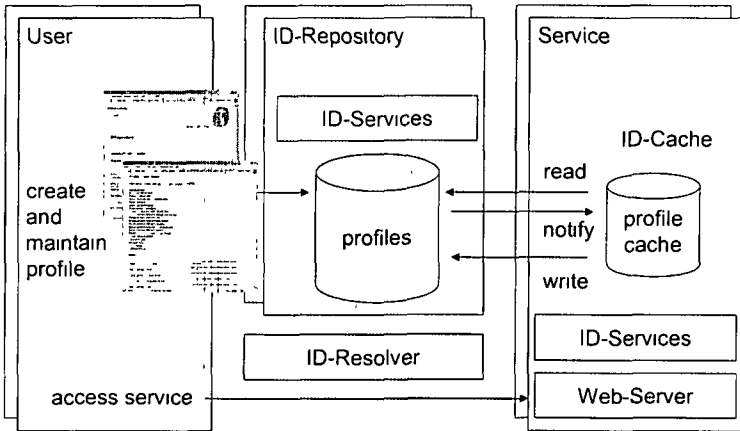 User
ID-Repository
Service
ID-Services
ID-Cache
create
and
maintain
profile
profiles
read
notify
write
profile
cache
ID-Resolver
ID-Services
access service
Web-Server